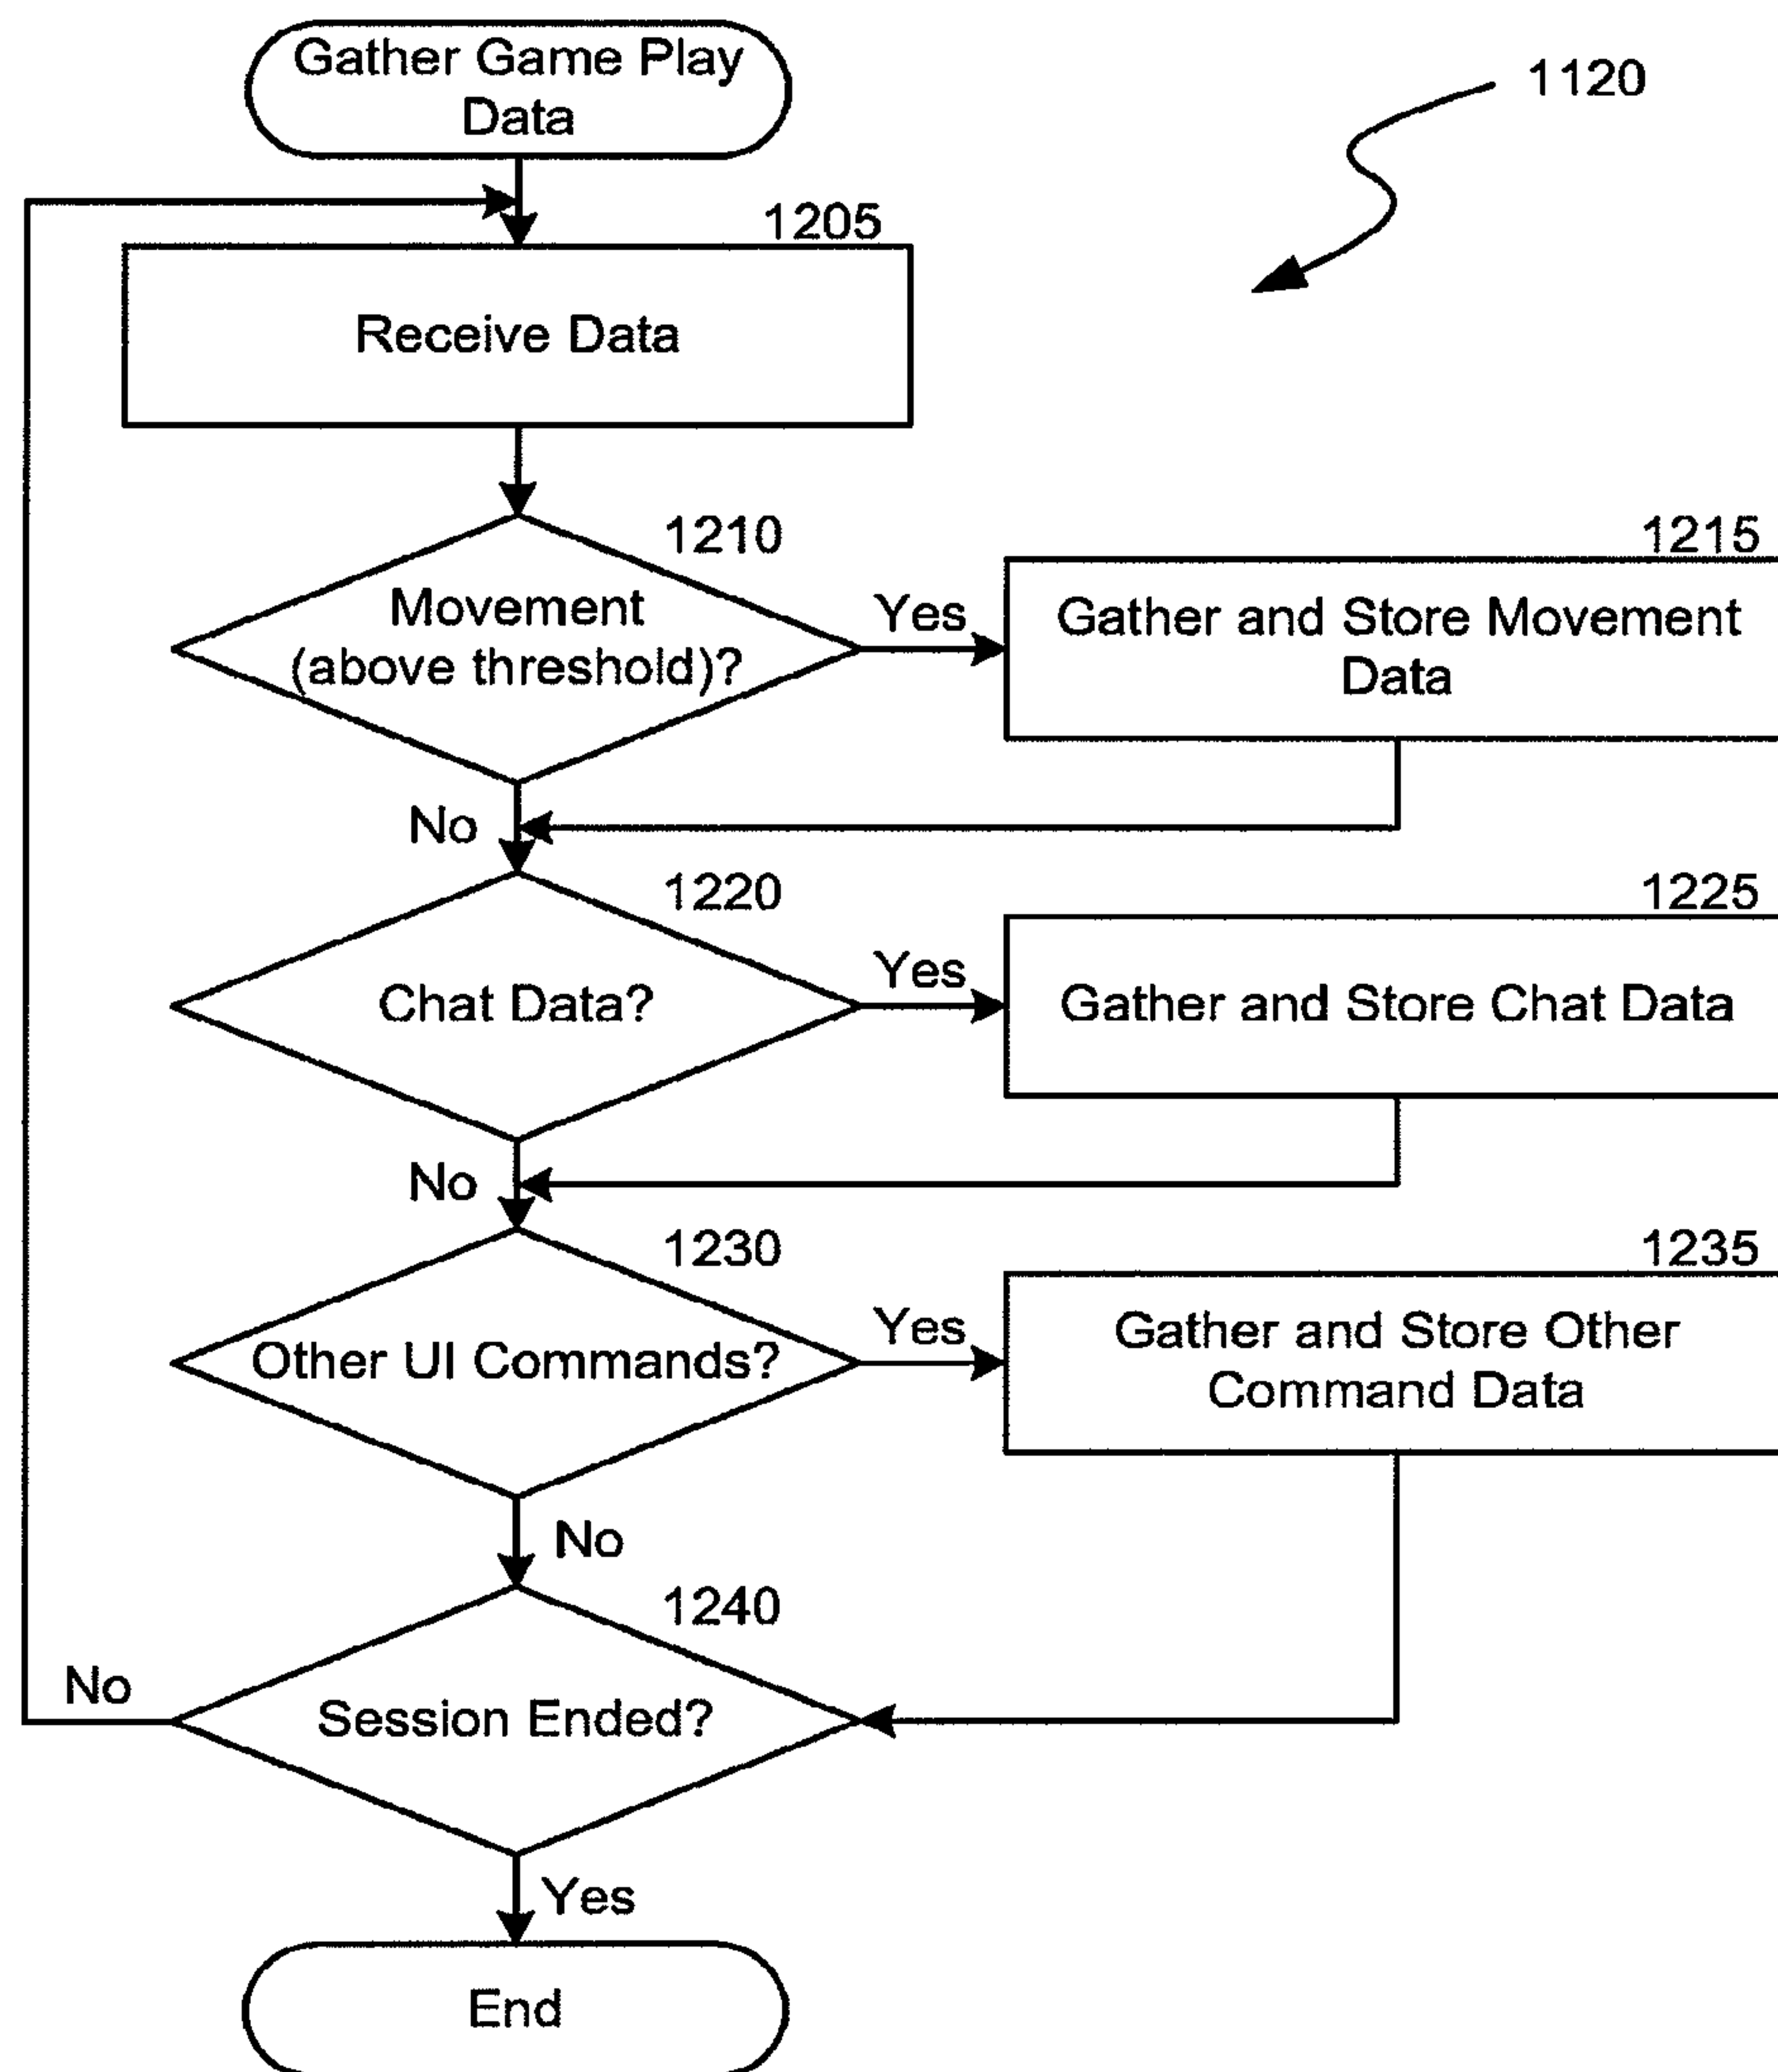 Gather Game Play
Data
1120
1205
Receive Data
1210
Movement
(above threshold)?
Yes
1215
Gather and Store Movement
Data
No
1220
Chat Data?
Yes
1225
Gather and Store Chat Data
No
1230
Other UI Commands?
Yes
1235
Gather and Store Other
Command Data
No
1240
Session Ended?
No
Yes
End